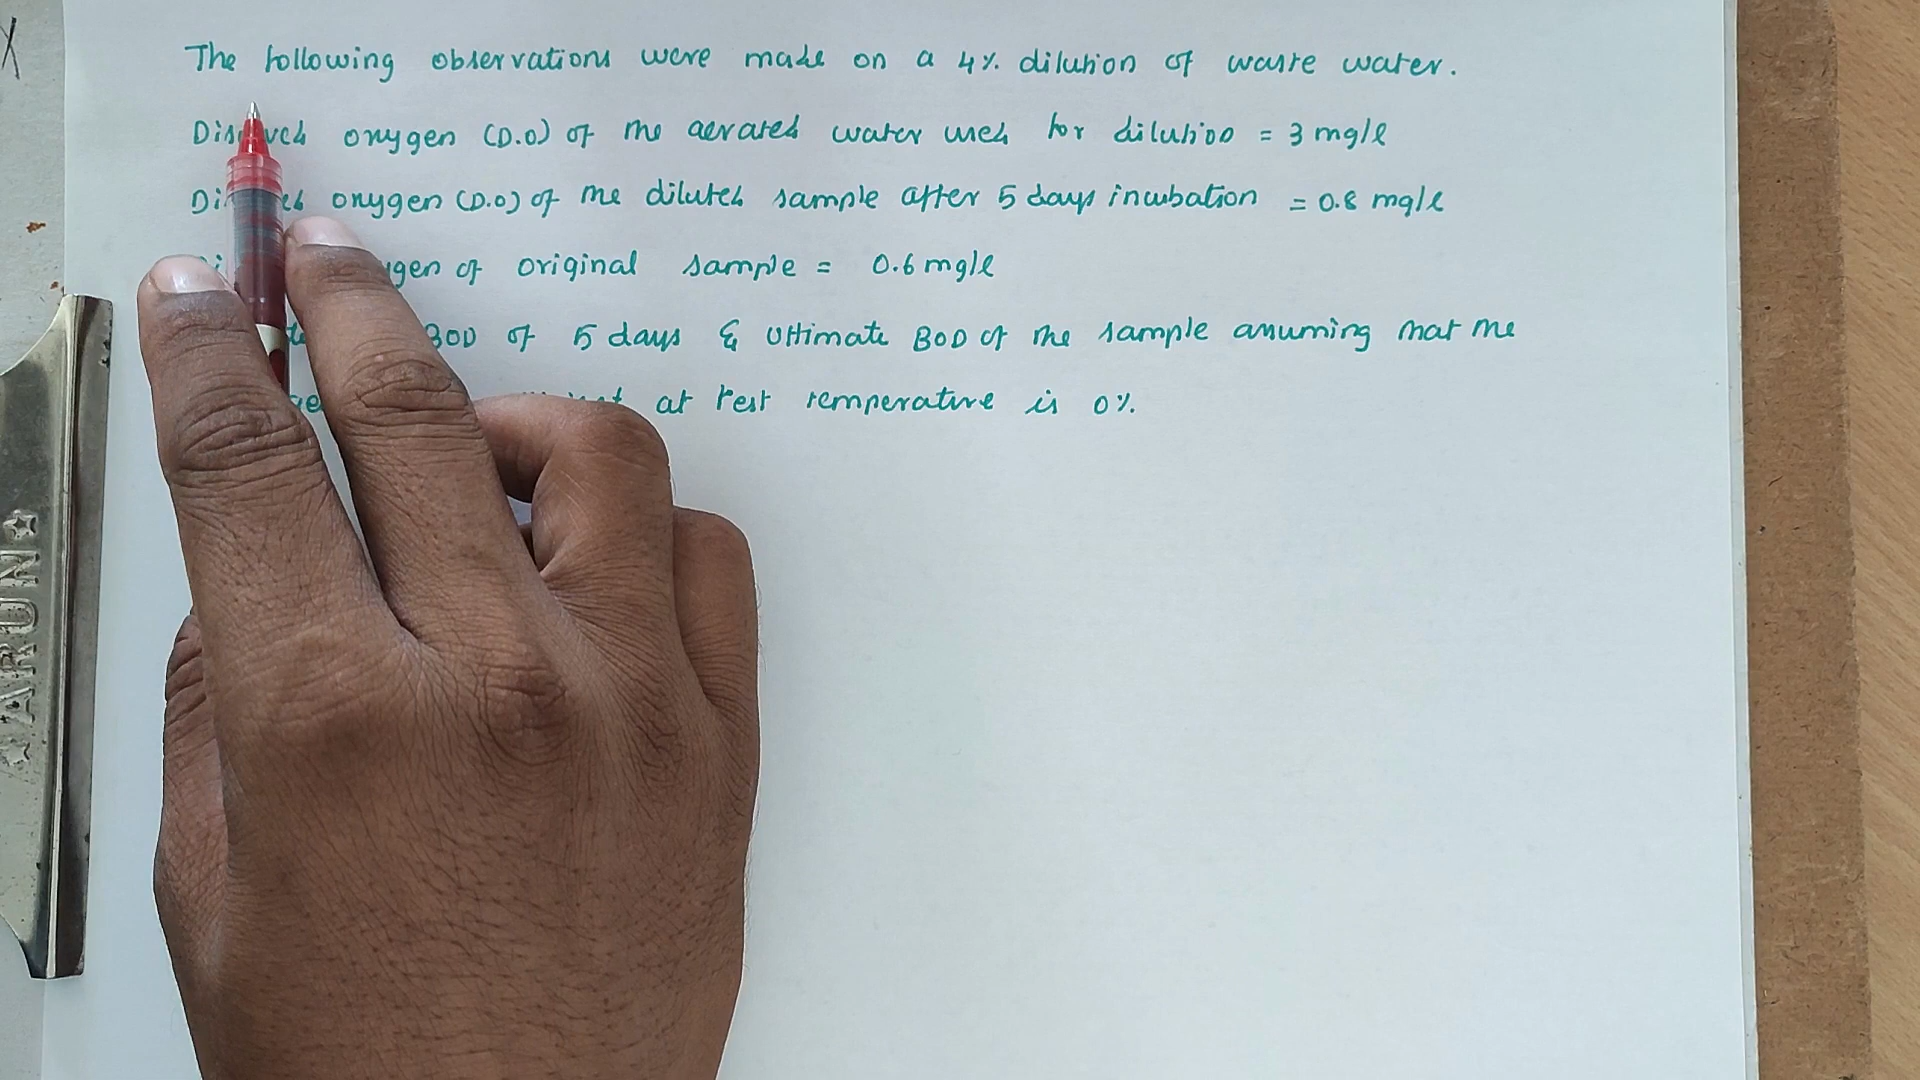 The following observations were made on a 4% dilution of waste water.
oxygen (D.O) of the aerated water used for dilution = 3 mg/l
oxygen (D.O) of the diluted sample after 5 days incubation = 0.8 mg/l
of original sample = 0.6 mg/l
BOD of 5 days & Ultimate BOD of the sample assuming that the
at test temperature is 0%.
ARUN